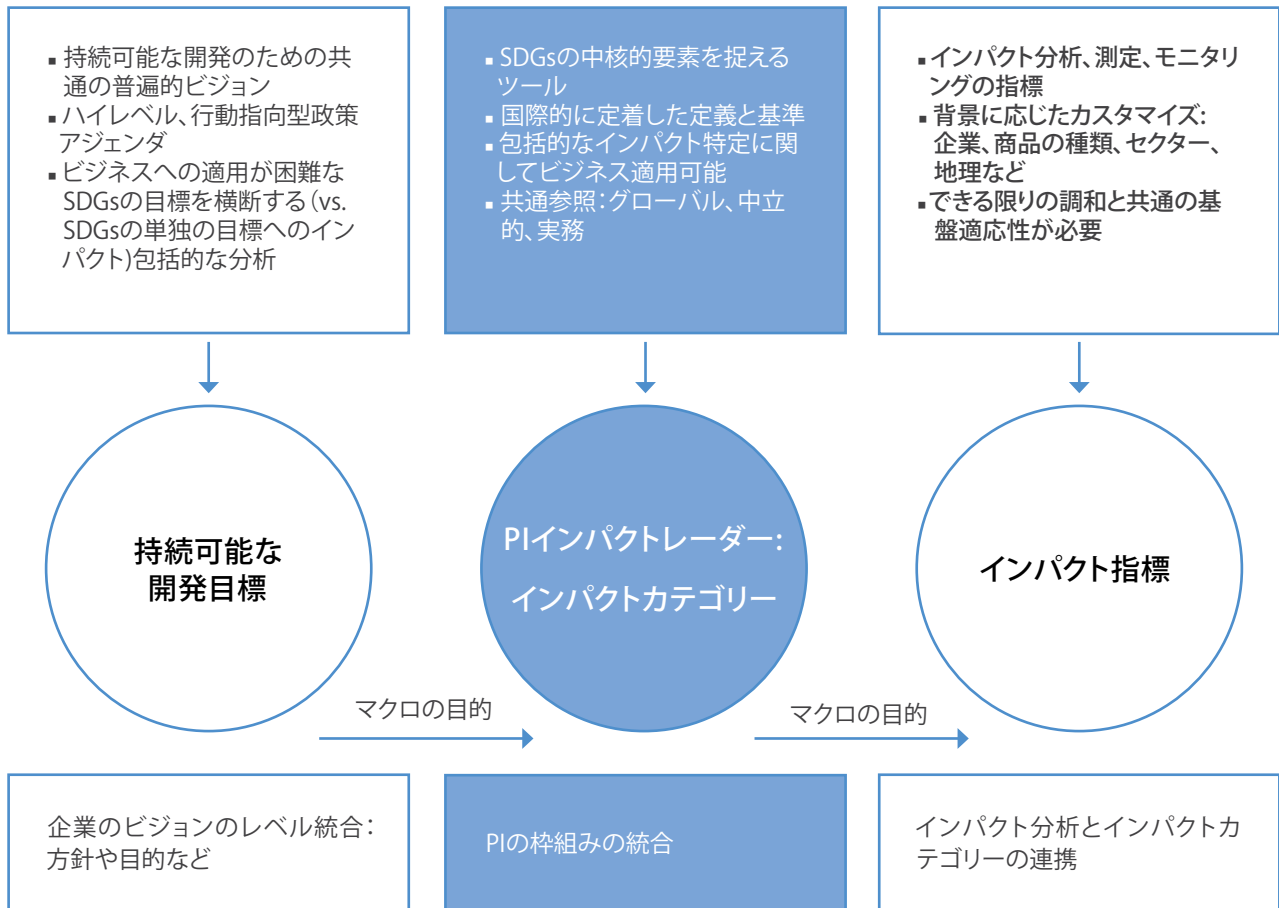 ▪ 持続可能な開発のための共
通の普遍的ビジョン
▪ ハイレベル、行動指向型政策
アジェンダ
▪ ビジネスへの適用が困難な
SDGsの目標を横断する（vs.
SDGsの単独の目標へのイン
パクト)包括的な分析
▪ SDGsの中核的要素を捉える
ツール
▪ 国際的に定着した定義と基準
▪ 包括的なインパクト特定に関
してビジネス適用可能
▪ 共通参照：グローバル、中立
的、実務
▪ インパクト分析、測定、モニタリ
ングの指標
▪ 背景に応じたカスタマイズ:
企業、商品の種類、セクター、
地理など
▪ できる限りの調和と共通の基
盤適応性が必要
持続可能な
開発目標
PIインパクトレーダー:
インパクトカテゴリー
インパクト指標
マクロの目的
マクロの目的
企業のビジョンのレベル統合：
方針や目的など
PIの枠組みの統合
インパクト分析とインパクトカ
テゴリーの連携